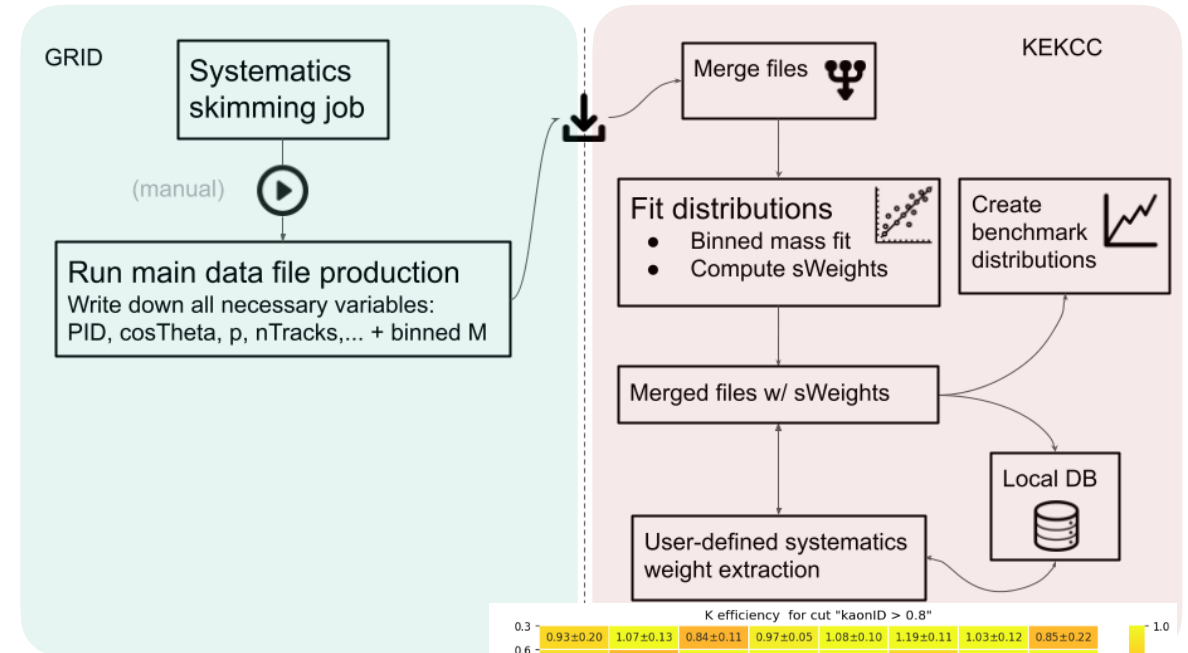 GRID
Systematics
skimming job
(manual)
Run main data file production
Write down all necessary variables:
PID, cosTheta, p, nTracks,... + binned M
KEKCC
Merge files
Fit distributions
● Binned mass fit
● Compute sWeights
Create
benchmark
distributions
Merged files w/ sWeights
Local DB
User-defined systematics
weight extraction
K efficiency for cut "kaonID > 0.8"
0.3
0.93±0.20 1.07±0.13 0.84±0.11 0.97±0.05 1.08±0.10 1.19±0.11 1.03±0.12 0.85±0.22
1.0
0.6